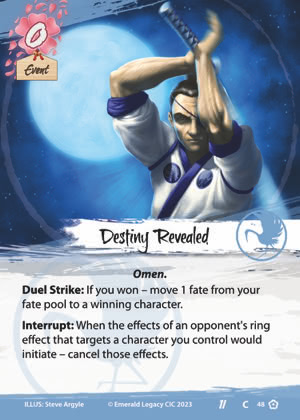 0
Event
Destiny Revealed
Omen.
Duel Strike: If you won – move 1 fate from your
fate pool to a winning character.
Interrupt: When the effects of an opponent's ring
effect that targets a character you control would
initiate – cancel those effects.
ILLUS: Steve Argyle © Emerald Legacy CIC 2023 C 48